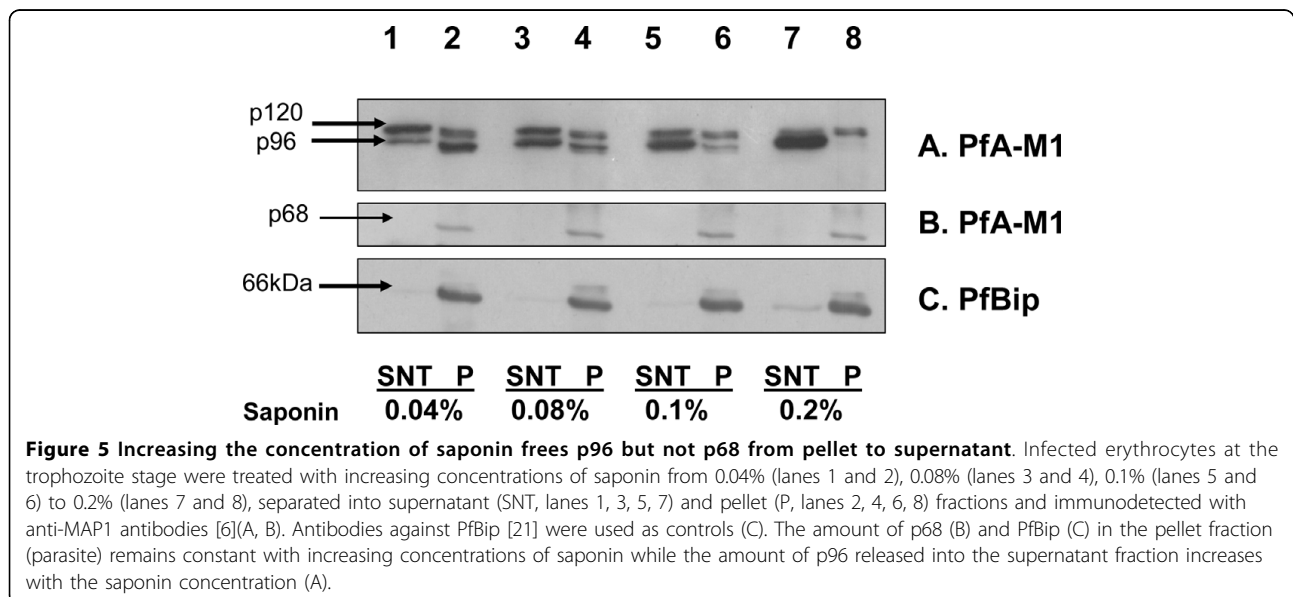 1 2 3 4 5 6 7 8
p120
p96
A. PfA-M1
p68
B. PfA-M1
66kDa
C. PfBip
SNT P SNT P SNT P SNT P
Saponin 0.04% 0.08% 0.1% 0.2%
Figure 5 Increasing the concentration of saponin frees p96 but not p68 from pellet to supernatant. Infected erythrocytes at the
trophozoite stage were treated with increasing concentrations of saponin from 0.04% (lanes 1 and 2), 0.08% (lanes 3 and 4), 0.1% (lanes 5 and
6) to 0.2% (lanes 7 and 8), separated into supernatant (SNT, lanes 1, 3, 5, 7) and pellet (P, lanes 2, 4, 6, 8) fractions and immunodetected with
anti-MAP1 antibodies [6](A, B). Antibodies against PfBip [21] were used as controls (C). The amount of p68 (B) and PfBip (C) in the pellet fraction
(parasite) remains constant with increasing concentrations of saponin while the amount of p96 released into the supernatant fraction increases
with the saponin concentration (A).